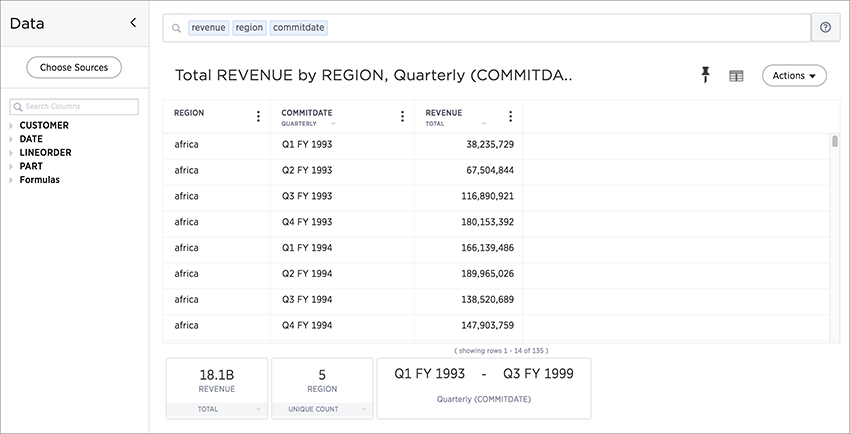 Data
Choose Sources
Search Columns
CUSTOMER
DATE
LINEORDER
PART
Formulas
revenue region commitdate
Total REVENUE by REGION, Quarterly (COMMITDA..
Actions
REGION COMMITDATE REVENUE
QUARTERLY TOTAL
africa Q1 FY 1993 38,235,729
africa Q2 FY 1993 67,504,844
africa Q3 FY 1993 116,890,921
africa Q4 FY 1993 180,153,392
africa Q1 FY 1994 166,139,486
africa Q2 FY 1994 189,965,026
africa Q3 FY 1994 138,520,689
africa Q4 FY 1994 147,903,759
( showing rows 1 - 14 of 135 )
18.1B
REVENUE
TOTAL
5
REGION
UNIQUE COUNT
Q1 FY 1993 - Q3 FY 1999
Quarterly (COMMITDATE)